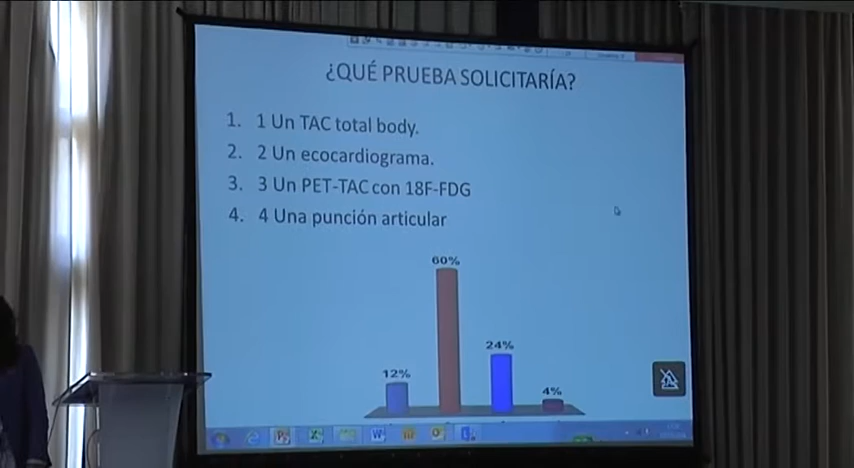 ¿QUÉ PRUEBA SOLICITARÍA?
1. 1 Un TAC total body.
2. 2 Un ecocardiograma.
3. 3 Un PET-TAC con 18F-FDG
4. 4 Una punción articular
60%
24%
12%
4%